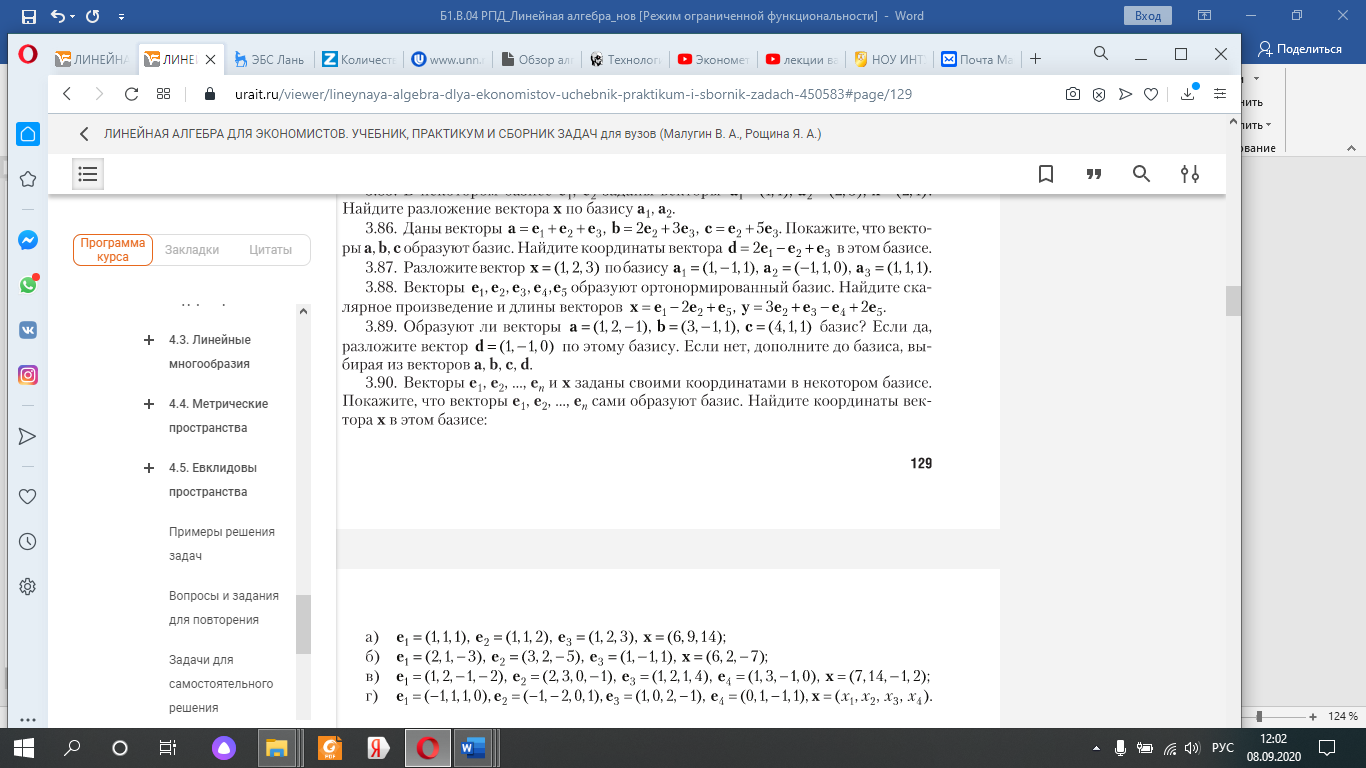 Б1.В.04 РПД_Линейная алгебра_нов [Режим ограниченной функциональности] - Word
Вход
Поделиться
ЛИНЕЙНА
ЛИНЕЙ
ЭБС Лань
Количест
www.unn.
Обзор ал
Технолог
Экономет
лекции ва
НОУ ИНТ
Почта Ма
urait.ru/viewer/lineynaya-algebra-dlya-ekonomistov-uchebnik-praktikum-i-sbornik-zadach-450583#page/129
ЛИНЕЙНАЯ АЛГЕБРА ДЛЯ ЭКОНОМИСТОВ. УЧЕБНИК, ПРАКТИКУМ И СБОРНИК ЗАДАЧ для вузов (Малугин В. А., Рощина Я. А.)
Программа курса
Закладки
Цитаты
4.3. Линейные
многообразия
4.4. Метрические
пространства
4.5. Евклидовы
пространства
Примеры решения
задач
Вопросы и задания
для повторения
Задачи для
самостоятельного
решения
Найдите разложение вектора x по базису a₁, a₂.
3.86. Даны векторы a = e₁ + e₂ + e₃, b = 2e₂ + 3e₃, c = e₂ + 5e₃. Покажите, что векто-
ры a, b, c образуют базис. Найдите координаты вектора d = 2e₁ − e₂ + e₃ в этом базисе.
3.87. Разложите вектор x = (1, 2, 3) по базису a₁ = (1, −1, 1), a₂ = (−1, 1, 0), a₃ = (1, 1, 1).
3.88. Векторы e₁, e₂, e₃, e₄, e₅ образуют ортонормированный базис. Найдите ска-
лярное произведение и длины векторов x = e₁ − 2e₂ + e₅, y = 3e₂ + e₃ − e₄ + 2e₅.
3.89. Образуют ли векторы a = (1, 2, −1), b = (3, −1, 1), c = (4, 1, 1) базис? Если да,
разложите вектор d = (1, −1, 0) по этому базису. Если нет, дополните до базиса, вы-
бирая из векторов a, b, c, d.
3.90. Векторы e₁, e₂, ..., eₙ и x заданы своими координатами в некотором базисе.
Покажите, что векторы e₁, e₂, ..., eₙ сами образуют базис. Найдите координаты век-
тора x в этом базисе:
129
а) e₁ = (1, 1, 1), e₂ = (1, 1, 2), e₃ = (1, 2, 3), x = (6, 9, 14);
б) e₁ = (2, 1, −3), e₂ = (3, 2, −5), e₃ = (1, −1, 1), x = (6, 2, −7);
в) e₁ = (1, 2, −1, −2), e₂ = (2, 3, 0, −1), e₃ = (1, 2, 1, 4), e₄ = (1, 3, −1, 0), x = (7, 14, −1, 2);
г) e₁ = (−1, 1, 1, 0), e₂ = (−1, −2, 0, 1), e₃ = (1, 0, 2, −1), e₄ = (0, 1, −1, 1), x = (x₁, x₂, x₃, x₄).
124 %
РУС
12:02
08.09.2020